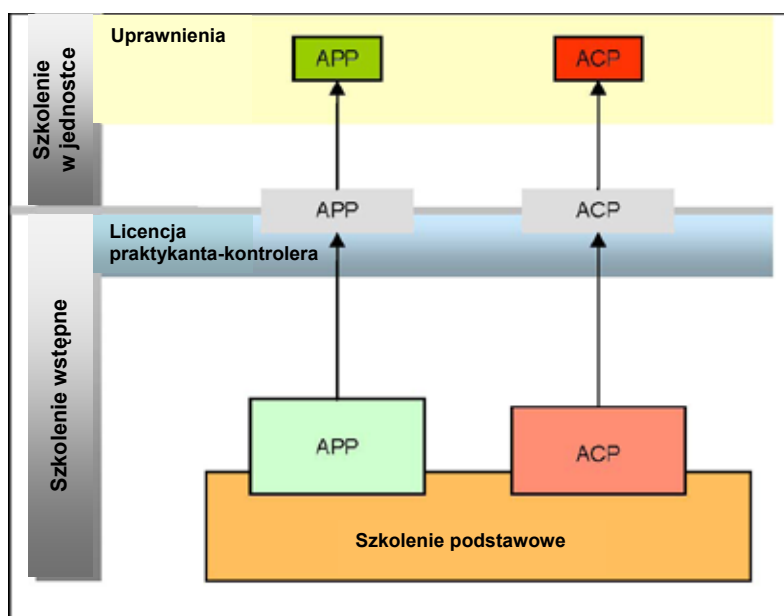 Szkolenie
w jednostce
Uprawnienia
APP
ACP
APP
ACP
Licencja
praktykanta-kontrolera
Szkolenie wstępne
APP
ACP
Szkolenie podstawowe